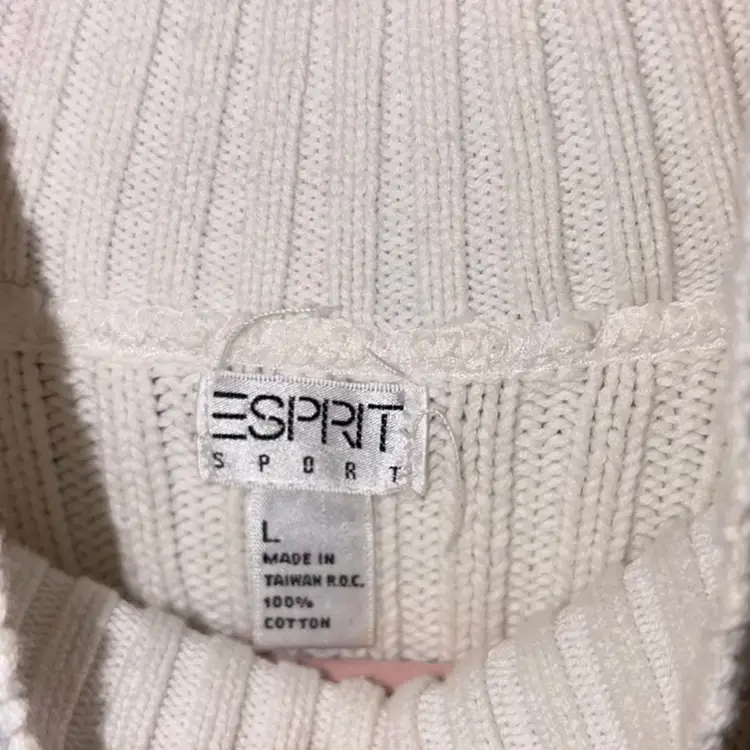 ESPRIT
SPORT
L
MADE IN
TAIWAN R.O.C.
100%
COTTON